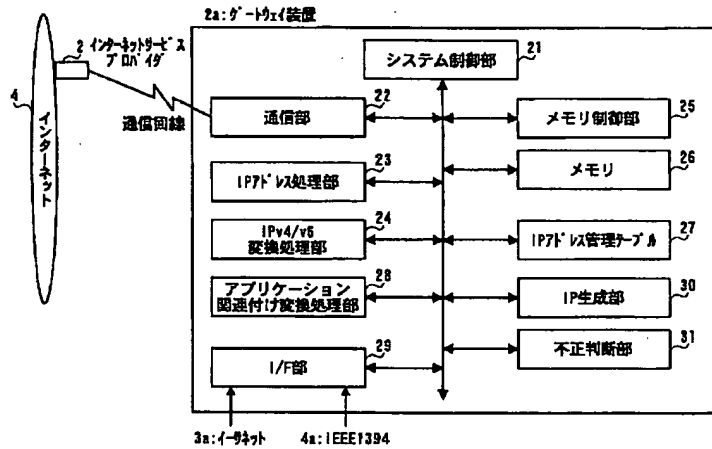 2a:ゲートウェイ装置
2 インターネットサービス
プロバイダ
4
インターネット
通信回線
システム制御部 21
通信部 22
メモリ制御部 25
IPアドレス処理部 23
メモリ 26
IPv4/v6
変換処理部 24
IPアドレス管理テーブル 27
アプリケーション
関連付け変換処理部 28
IP生成部 30
I/F部 29
不正判断部 31
3a:イーサネット 4a:IEEE1394